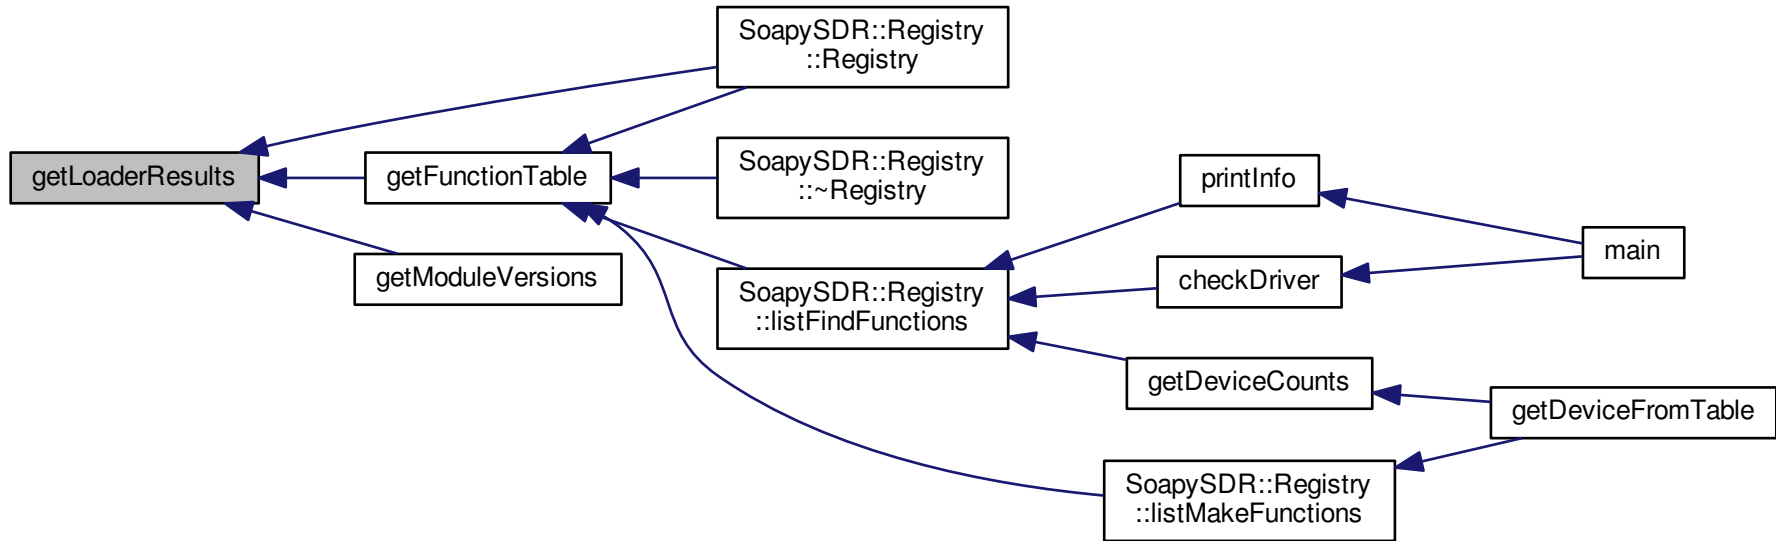 getLoaderResults
getFunctionTable
getModuleVersions
SoapySDR::Registry
::Registry
SoapySDR::Registry
::~Registry
SoapySDR::Registry
::listFindFunctions
SoapySDR::Registry
::listMakeFunctions
printInfo
checkDriver
getDeviceCounts
main
getDeviceFromTable